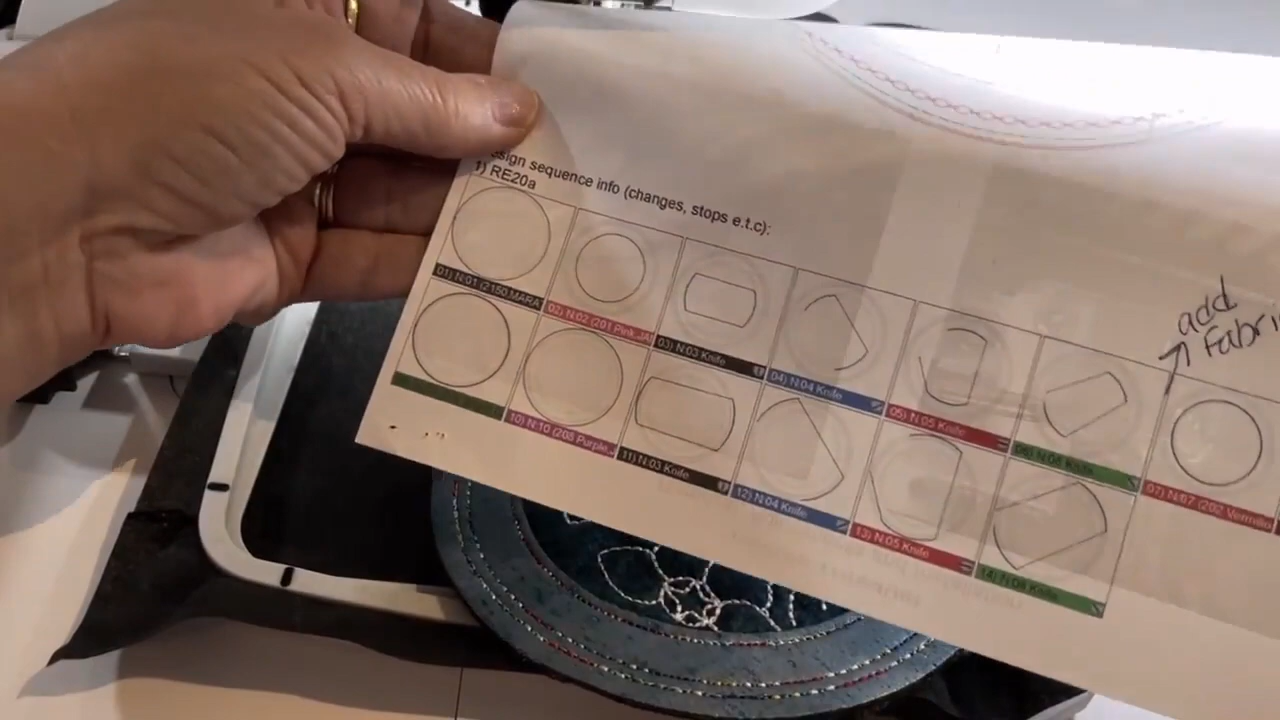 sign sequence info (changes, stops e.t.c):
1) RE20a
01) N:01 (2150 MARA
02) N:02 (201 Pink,JA
03) N:03 Knife
04) N:04 Knife
05) N:05 Knife
06) N:06 Knife
07) N:07 (202 Vermilio
add
Fabri
10) N:10 (208 Purple,
11) N:03 Knife
12) N:04 Knife
13) N:05 Knife
14) N:06 Knife